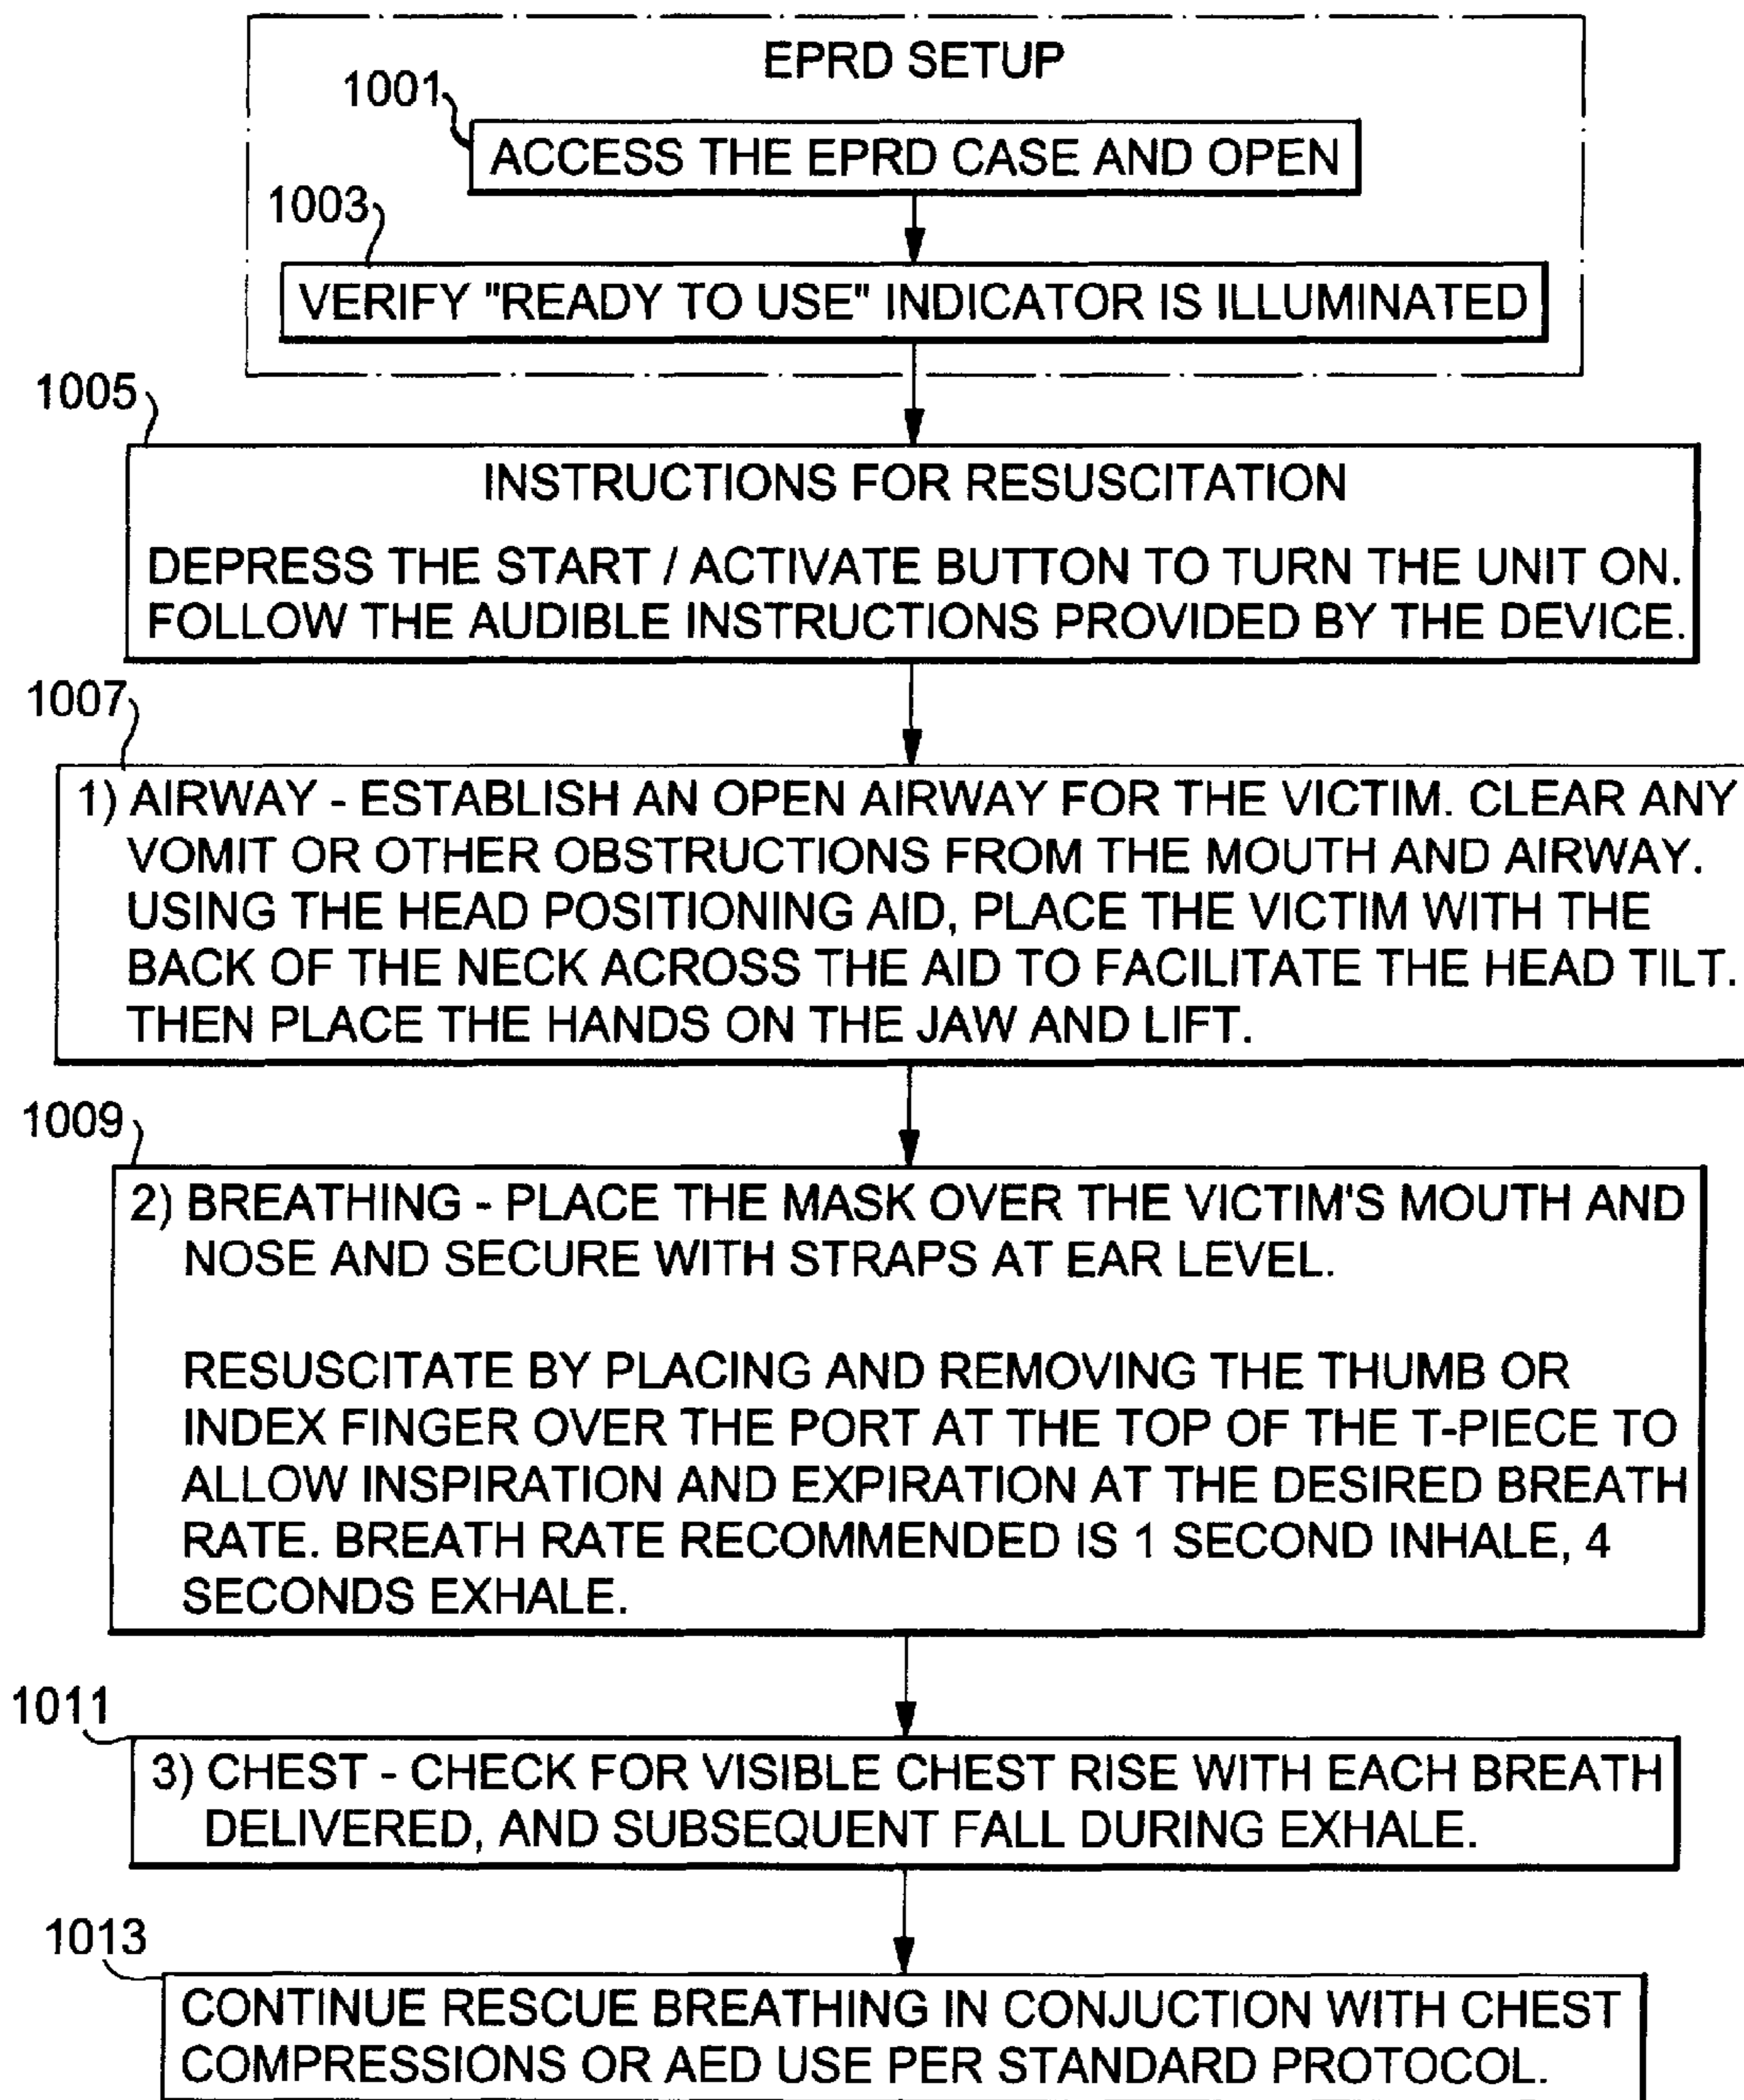 EPRD SETUP
1001
ACCESS THE EPRD CASE AND OPEN
1003
VERIFY "READY TO USE" INDICATOR IS ILLUMINATED
1005
INSTRUCTIONS FOR RESUSCITATION
DEPRESS THE START / ACTIVATE BUTTON TO TURN THE UNIT ON.
FOLLOW THE AUDIBLE INSTRUCTIONS PROVIDED BY THE DEVICE.
1007
1) AIRWAY - ESTABLISH AN OPEN AIRWAY FOR THE VICTIM. CLEAR ANY
VOMIT OR OTHER OBSTRUCTIONS FROM THE MOUTH AND AIRWAY.
USING THE HEAD POSITIONING AID, PLACE THE VICTIM WITH THE
BACK OF THE NECK ACROSS THE AID TO FACILITATE THE HEAD TILT.
THEN PLACE THE HANDS ON THE JAW AND LIFT.
1009
2) BREATHING - PLACE THE MASK OVER THE VICTIM'S MOUTH AND
NOSE AND SECURE WITH STRAPS AT EAR LEVEL.
RESUSCITATE BY PLACING AND REMOVING THE THUMB OR
INDEX FINGER OVER THE PORT AT THE TOP OF THE T-PIECE TO
ALLOW INSPIRATION AND EXPIRATION AT THE DESIRED BREATH
RATE. BREATH RATE RECOMMENDED IS 1 SECOND INHALE, 4
SECONDS EXHALE.
1011
3) CHEST - CHECK FOR VISIBLE CHEST RISE WITH EACH BREATH
DELIVERED, AND SUBSEQUENT FALL DURING EXHALE.
1013
CONTINUE RESCUE BREATHING IN CONJUCTION WITH CHEST
COMPRESSIONS OR AED USE PER STANDARD PROTOCOL.